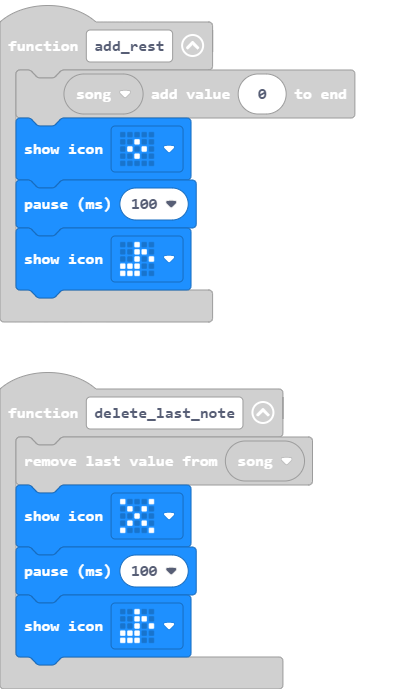 function add_rest
song add value 0 to end
show icon
pause (ms) 100
show icon
function delete_last_note
remove last value from song
show icon
pause (ms) 100
show icon